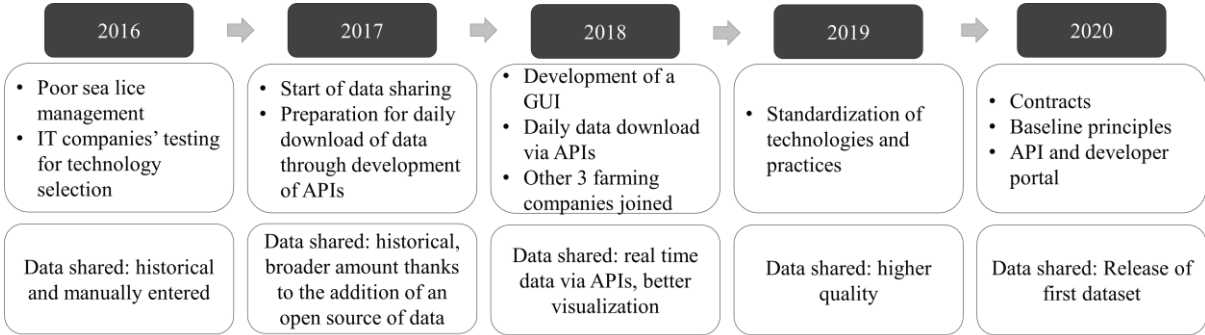 2016
2017
2018
2019
2020
• Poor sea lice
management
• IT companies’ testing
for technology
selection
• Start of data sharing
• Preparation for daily
download of data
through development
of APIs
• Development of a
GUI
• Daily data download
via APIs
• Other 3 farming
companies joined
• Standardization of
technologies and
practices
• Contracts
• Baseline principles
• API and developer
portal
Data shared: historical
and manually entered
Data shared: historical,
broader amount thanks
to the addition of an
open source of data
Data shared: real time
data via APIs, better
visualization
Data shared: higher
quality
Data shared: Release of
first dataset